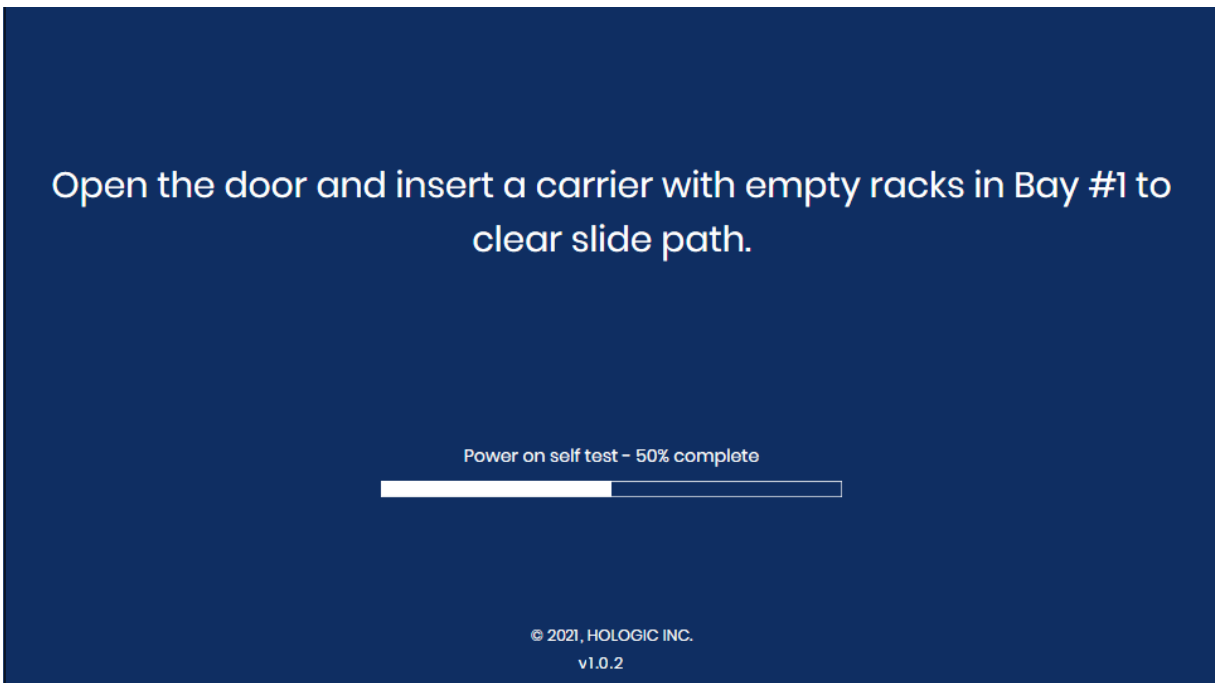 Open the door and insert a carrier with empty racks in Bay #1 to
clear slide path.
Power on self test - 50% complete
© 2021, HOLOGIC INC.
v1.0.2